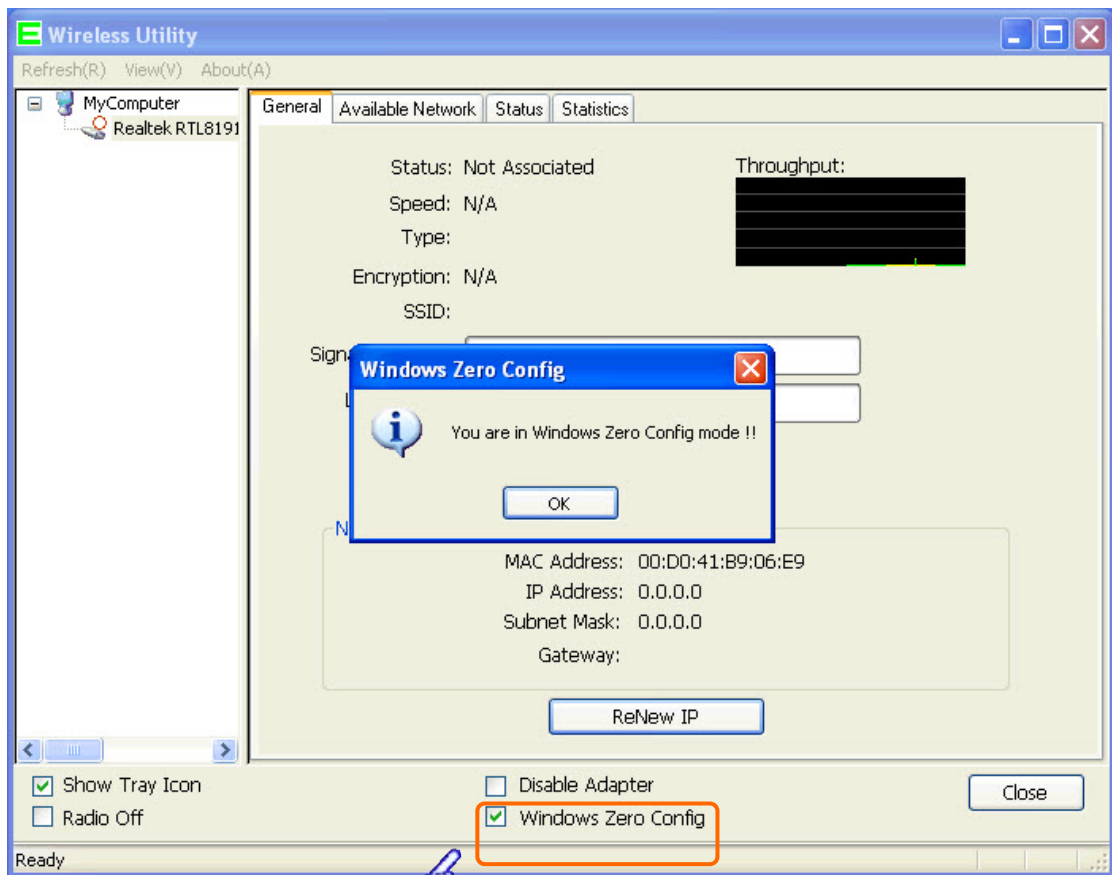 Wireless Utility
Refresh(R) View(V) About(A)
MyComputer
Realtek RTL8191
General Available Network Status Statistics
Status: Not Associated
Throughput:
Speed: N/A
Type:
Encryption: N/A
SSID:
Sign
Windows Zero Config
You are in Windows Zero Config mode !!
OK
N
MAC Address: 00:D0:41:B9:06:E9
IP Address: 0.0.0.0
Subnet Mask: 0.0.0.0
Gateway:
ReNew IP
Show Tray Icon
Disable Adapter
Close
Radio Off
Windows Zero Config
Ready